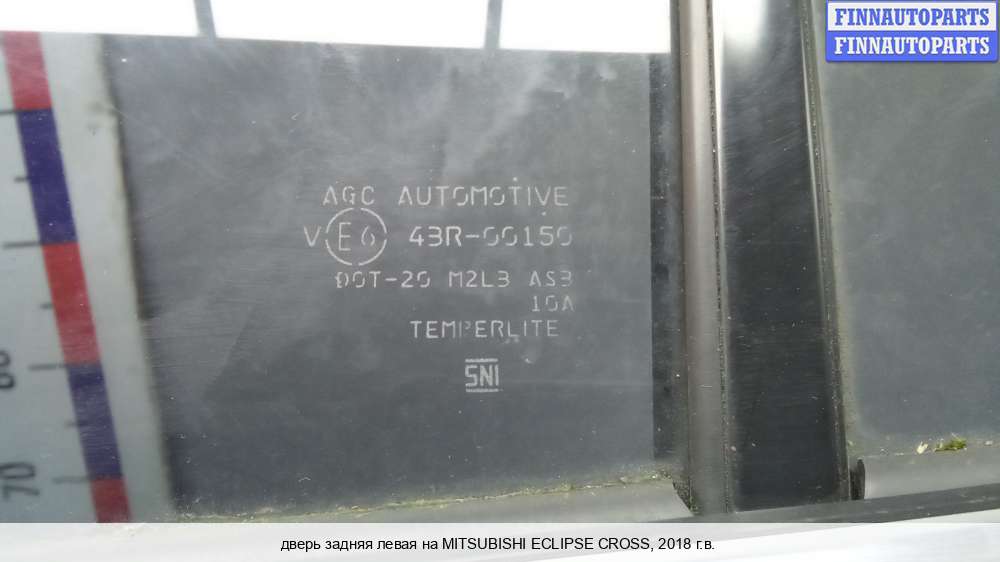 FINNAUTOPARTS
FINNAUTOPARTS
AGC AUTOMOTIVE
V E6 43R-00150
DOT-20 M2L3 AS3
10A
TEMPERLITE
SNI
70
дверь задняя левая на MITSUBISHI ECLIPSE CROSS, 2018 г.в.